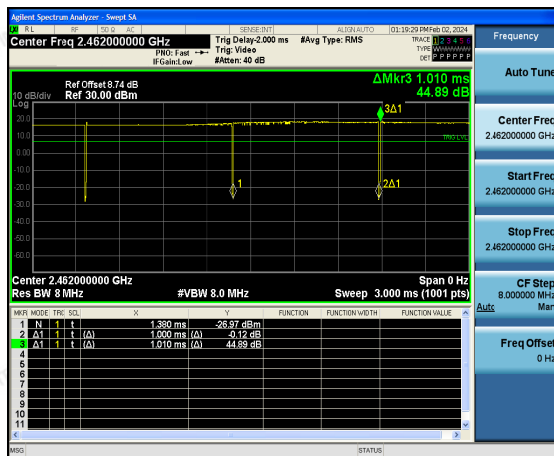 Agilent Spectrum Analyzer - Swept SA
RL RF 50 Ω AC SENSE:INT ALIGN AUTO 01:19:29 PM Feb 02, 2024
Center Freq 2.462000000 GHz
PNO: Fast
IFGain:Low
Trig Delay-2.000 ms
Trig: Video
#Atten: 40 dB
#Avg Type: RMS
TRACE 1 2 3 4 5 6
TYPE WWWWWW
DET P P P P P P
ΔMkr3 1.010 ms
44.89 dB
Ref Offset 8.74 dB
Ref 30.00 dBm
10 dB/div
Log
20.0
10.0
0.00
-10.0
-20.0
-30.0
-40.0
-50.0
-60.0
3Δ1
TRIG LVL
1
2Δ1
Center 2.462000000 GHz Span 0 Hz
Res BW 8 MHz #VBW 8.0 MHz Sweep 3.000 ms (1001 pts)
MKR MODE TRC SCL X Y FUNCTION FUNCTION WIDTH FUNCTION VALUE
1 N 1 t 1.380 ms -26.97 dBm
2 Δ1 1 t (Δ) 1.000 ms (Δ) -0.12 dB
3 Δ1 1 t (Δ) 1.010 ms (Δ) 44.89 dB
4
5
6
7
8
9
10
11
MSG STATUS
Frequency
Auto Tune
Center Freq
2.462000000 GHz
Start Freq
2.462000000 GHz
Stop Freq
2.462000000 GHz
CF Step
8.000000 MHz
Auto Man
Freq Offset
0 Hz